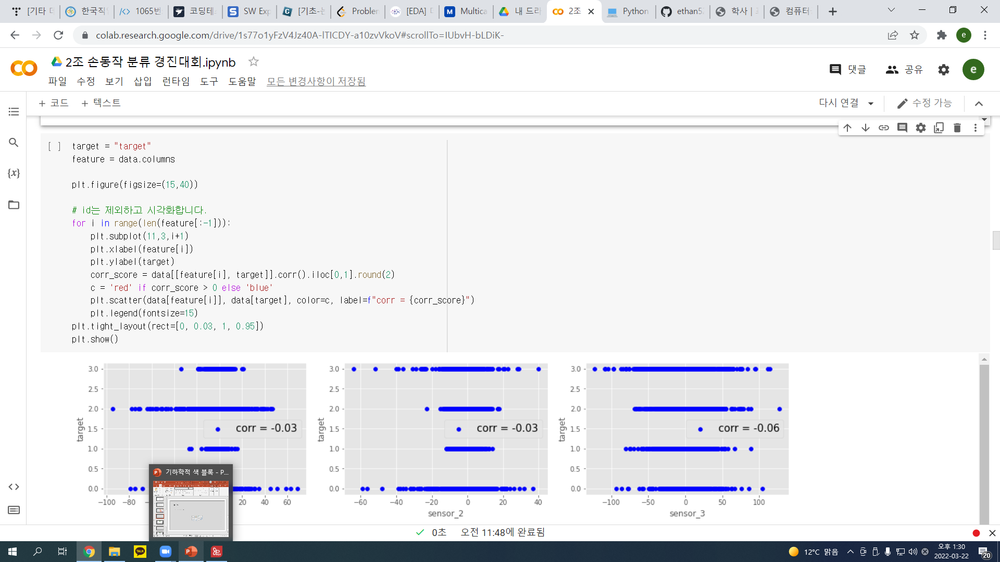 [기타
한국직
1065번
코딩테
SW Exp
[기초-
Problem
[EDA]
Multica
내 드라
2조
Python
ethan5
학사 |
컴퓨터
colab.research.google.com/drive/1s77o1yFzV4Jz40A-lTICDY-a10zvVkoV#scrollTo=IUbvH-bLDiK-
e
2조 손동작 분류 경진대회.ipynb
댓글
공유
e
파일 수정 보기 삽입 런타임 도구 도움말 모든 변경사항이 저장됨
+ 코드 + 텍스트
다시 연결
수정 가능
[ ] target = "target"
feature = data.columns
plt.figure(figsize=(15,40))
# id는 제외하고 시각화합니다.
for i in range(len(feature[:-1])):
plt.subplot(11,3,i+1)
plt.xlabel(feature[i])
plt.ylabel(target)
corr_score = data[[feature[i], target]].corr().iloc[0,1].round(2)
c = 'red' if corr_score > 0 else 'blue'
plt.scatter(data[feature[i]], data[target], color=c, label=f"corr = {corr_score}")
plt.legend(fontsize=15)
plt.tight_layout(rect=[0, 0.03, 1, 0.95])
plt.show()
{x}
3.0
2.5
2.0
1.5
1.0
0.5
0.0
target
corr = -0.03
−100 −80 20 40 60
3.0
2.5
2.0
1.5
1.0
0.5
0.0
target
corr = -0.03
−60 −40 −20 0 20 40
sensor_2
3.0
2.5
2.0
1.5
1.0
0.5
0.0
target
corr = -0.06
−100 −50 0 50 100
sensor_3
기하학적 색 블록 - P...
0초 오전 11:48에 완료됨
TALK
12°C 맑음
오후 1:30
2022-03-22
20